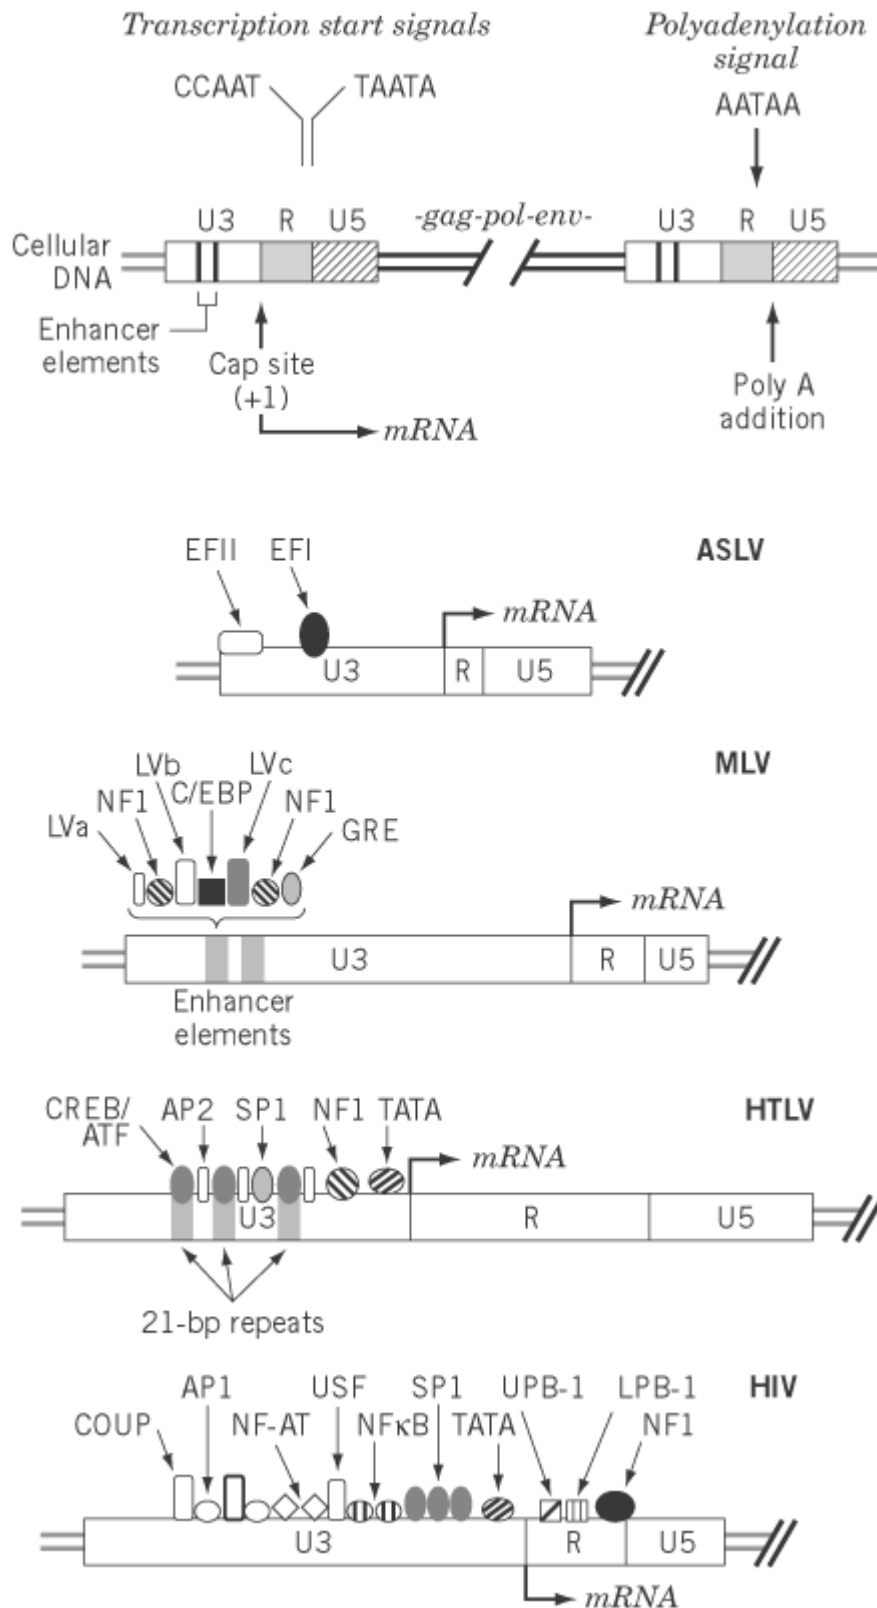 Transcription start signals
Polyadenylation
signal
CCAAT
TAATA
AATAA
U3
R
U5
-gag-pol-env-
U3
R
U5
Cellular
DNA
Enhancer
elements
Cap site
(+1)
mRNA
Poly A
addition
ASLV
EFII
EFI
mRNA
U3
R
U5
MLV
LVb
LVc
C/EBP
NF1
NF1
LVa
GRE
mRNA
U3
R
U5
Enhancer
elements
HTLV
CREB/
ATF
AP2
SP1
NF1
TATA
mRNA
U3
R
U5
21-bp repeats
HIV
AP1
USF
SP1
UPB-1
LPB-1
COUP
NF-AT
NFκB
TATA
NF1
U3
R
U5
mRNA